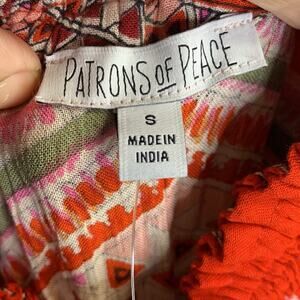 PATRONS OF PEACE
S
MADE IN
INDIA